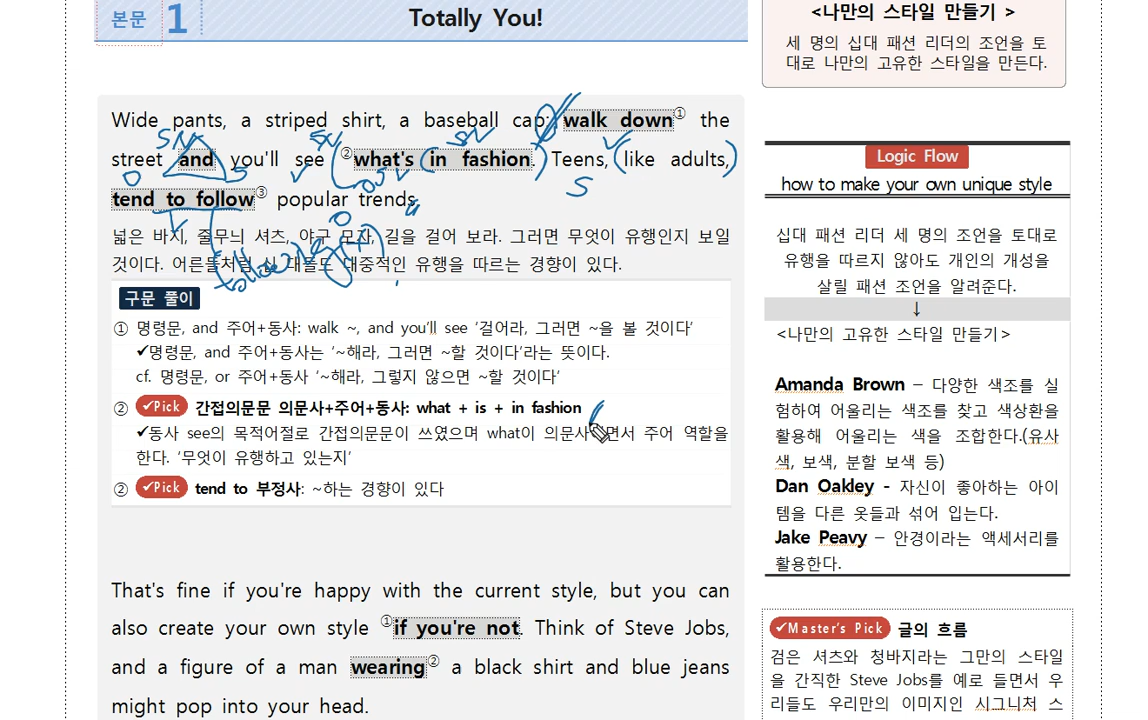 본문 1 Totally You!
Wide pants, a striped shirt, a baseball cap; walk down① the
street and you'll see ②what's in fashion. Teens, like adults,
tend to follow③ popular trends.
넓은 바지, 줄무늬 셔츠, 야구 모자, 길을 걸어 보라. 그러면 무엇이 유행인지 보일
것이다. 어른들처럼 십 대들도 대중적인 유행을 따르는 경향이 있다.
구문 풀이
① 명령문, and 주어+동사: walk ~, and you'll see '걸어라, 그러면 ~을 볼 것이다'
✔명령문, and 주어+동사는 '~해라, 그러면 ~할 것이다'라는 뜻이다.
cf. 명령문, or 주어+동사 '~해라, 그렇지 않으면 ~할 것이다'
② ✔Pick 간접의문문 의문사+주어+동사: what + is + in fashion
✔동사 see의 목적어절로 간접의문문이 쓰였으며 what이 의문사 면서 주어 역할을
한다. '무엇이 유행하고 있는지'
② ✔Pick tend to 부정사: ~하는 경향이 있다
That's fine if you're happy with the current style, but you can
also create your own style ①if you're not. Think of Steve Jobs,
and a figure of a man wearing② a black shirt and blue jeans
might pop into your head.
<나만의 스타일 만들기 >
세 명의 십대 패션 리더의 조언을 토
대로 나만의 고유한 스타일을 만든다.
Logic Flow
how to make your own unique style
십대 패션 리더 세 명의 조언을 토대로
유행을 따르지 않아도 개인의 개성을
살릴 패션 조언을 알려준다.
↓
<나만의 고유한 스타일 만들기>
Amanda Brown – 다양한 색조를 실
험하여 어울리는 색조를 찾고 색상환을
활용해 어울리는 색을 조합한다.(유사
색, 보색, 분할 보색 등)
Dan Oakley - 자신이 좋아하는 아이
템을 다른 옷들과 섞어 입는다.
Jake Peavy – 안경이라는 액세서리를
활용한다.
✔Master's Pick 글의 흐름
검은 셔츠와 청바지라는 그만의 스타일
을 간직한 Steve Jobs를 예로 들면서 우
리들도 우리만의 이미지인 시그니처 스